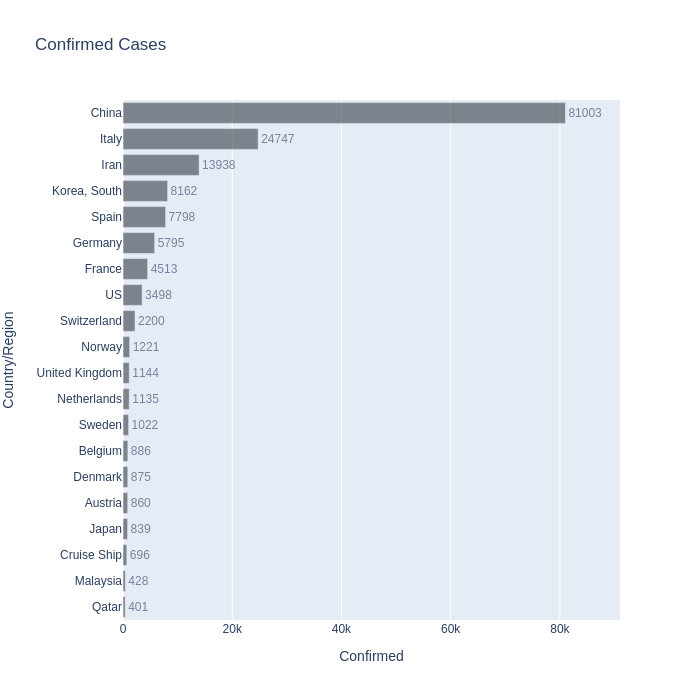 Confirmed Cases
Country/Region
China 81003
Italy 24747
Iran 13938
Korea, South 8162
Spain 7798
Germany 5795
France 4513
US 3498
Switzerland 2200
Norway 1221
United Kingdom 1144
Netherlands 1135
Sweden 1022
Belgium 886
Denmark 875
Austria 860
Japan 839
Cruise Ship 696
Malaysia 428
Qatar 401
0 20k 40k 60k 80k
Confirmed